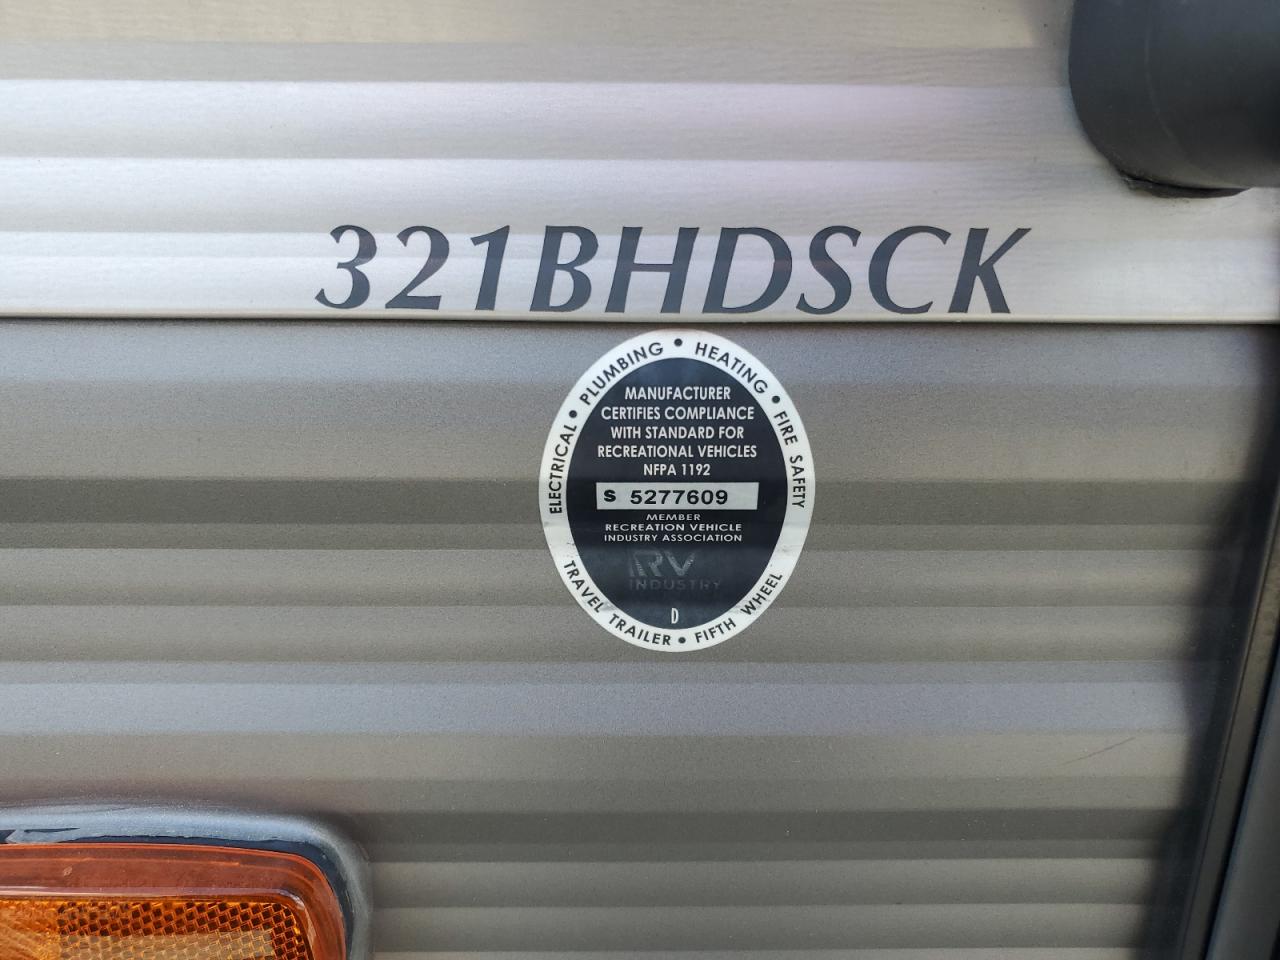 321BHDSCK
ELECTRICAL • PLUMBING • HEATING • FIRE SAFETY
MANUFACTURER
CERTIFIES COMPLIANCE
WITH STANDARD FOR
RECREATIONAL VEHICLES
NFPA 1192
S 5277609
MEMBER
RECREATION VEHICLE
INDUSTRY ASSOCIATION
RV
INDUSTRY
D
TRAVEL TRAILER • FIFTH WHEEL